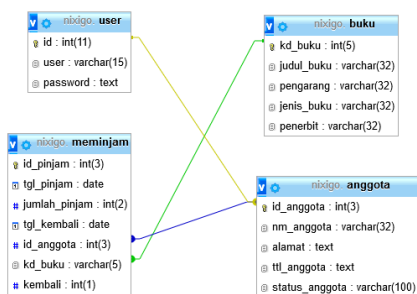 nixigo user
id : int(11)
user : varchar(15)
password : text
nixigo buku
kd_buku : int(5)
judul_buku : varchar(32)
pengarang : varchar(32)
jenis_buku : varchar(32)
penerbit : varchar(32)
nixigo meminjam
id_pinjam : int(3)
tgl_pinjam : date
jumlah_pinjam : int(2)
tgl_kembali : date
id_anggota : int(3)
kd_buku : varchar(5)
kembali : int(1)
nixigo anggota
id_anggota : int(3)
nm_anggota : varchar(32)
alamat : text
ttl_anggota : text
status_anggota : varchar(100)